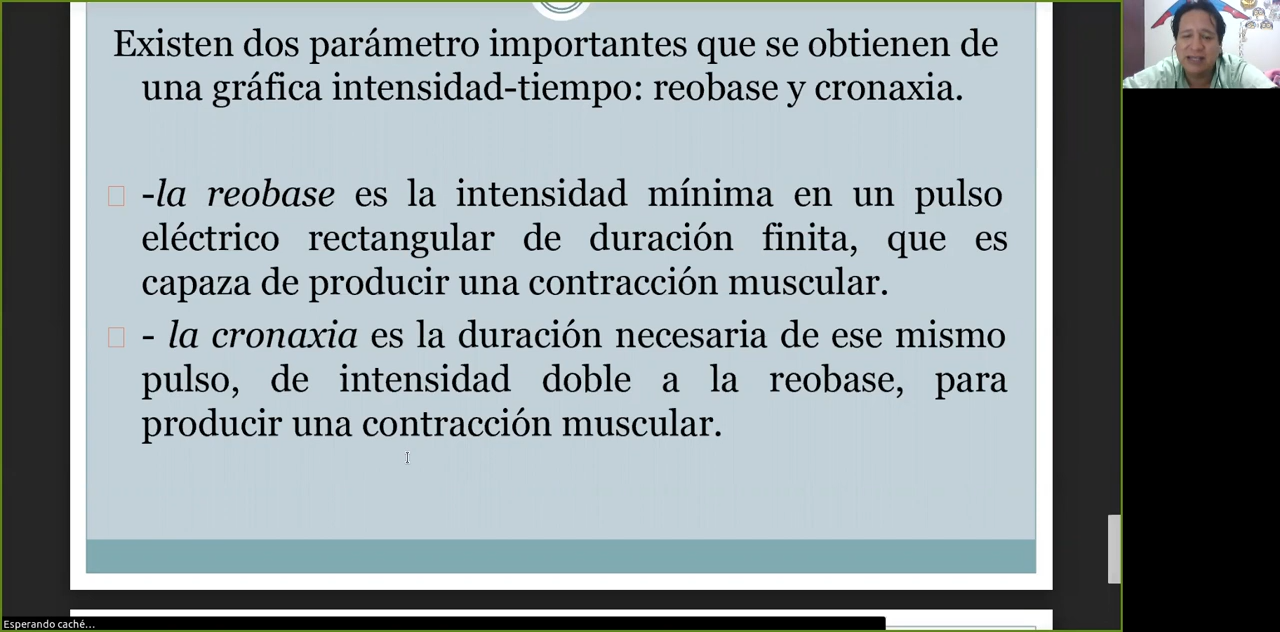 Existen dos parámetro importantes que se obtienen de
una gráfica intensidad-tiempo: reobase y cronaxia.
-la reobase es la intensidad mínima en un pulso
eléctrico rectangular de duración finita, que es
capaza de producir una contracción muscular.
- la cronaxia es la duración necesaria de ese mismo
pulso, de intensidad doble a la reobase, para
producir una contracción muscular.
Esperando caché...